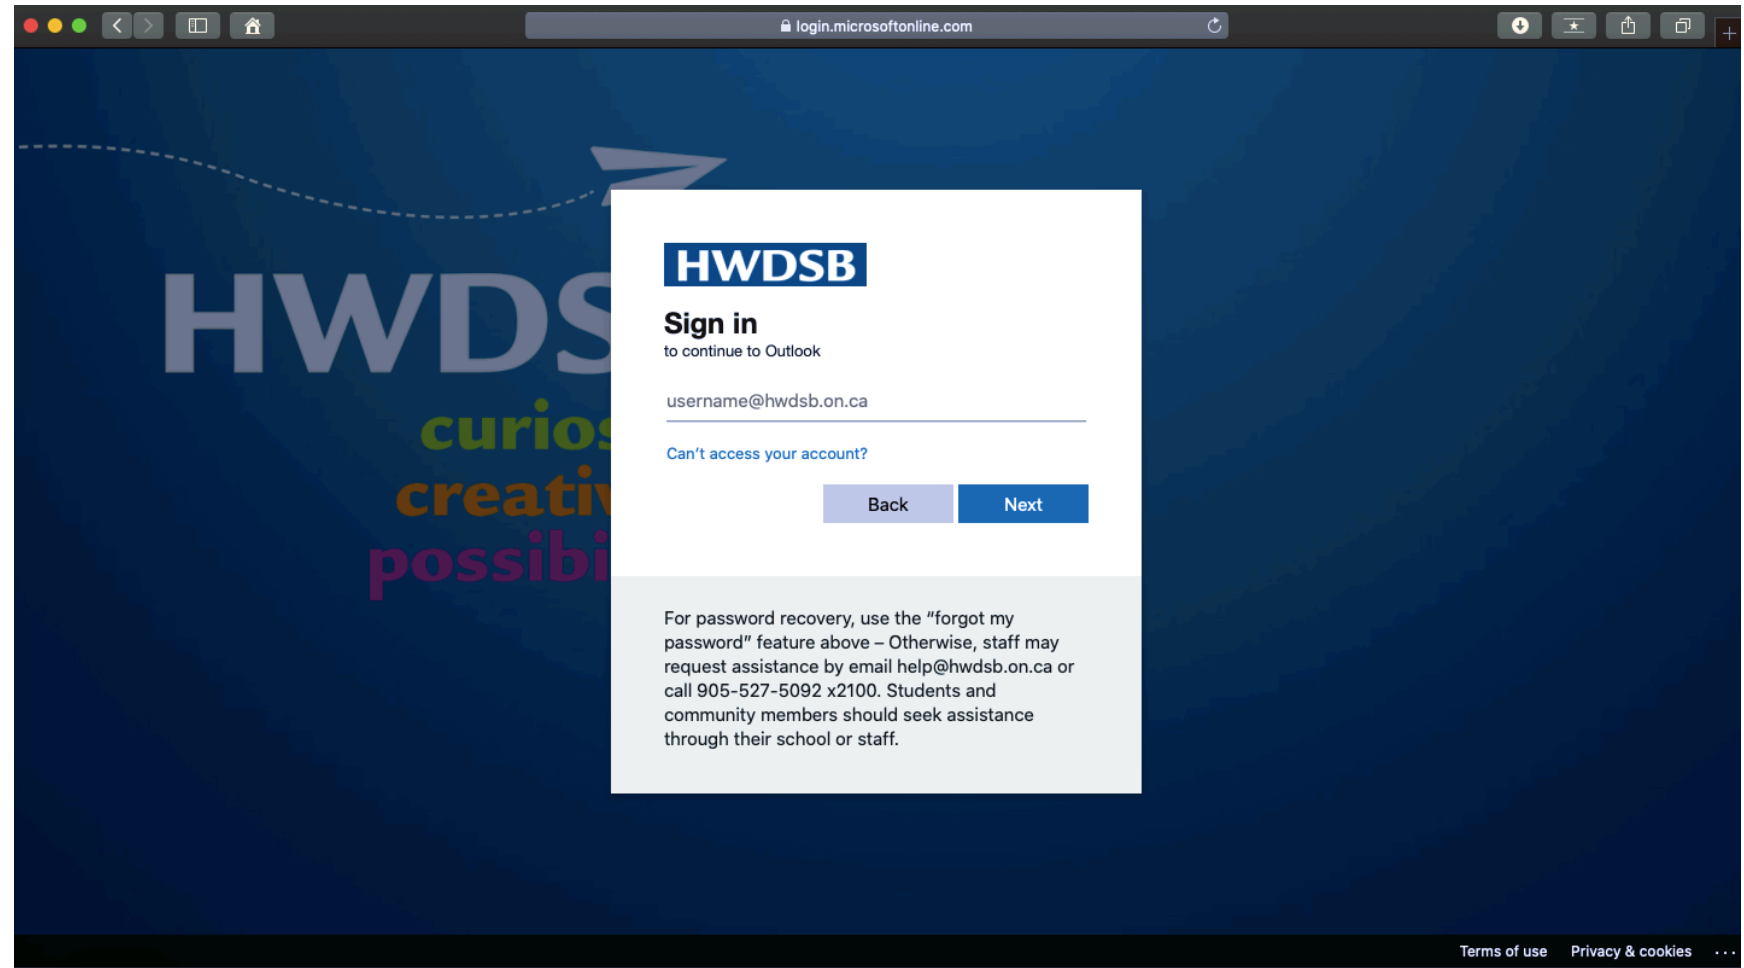 login.microsoftonline.com
HWDS
curios
creativ
possibi
HWDSB
Sign in
to continue to Outlook
username@hwdsb.on.ca
Can't access your account?
Back Next
For password recovery, use the “forgot my
password” feature above – Otherwise, staff may
request assistance by email help@hwdsb.on.ca or
call 905-527-5092 x2100. Students and
community members should seek assistance
through their school or staff.
Terms of use Privacy & cookies ...